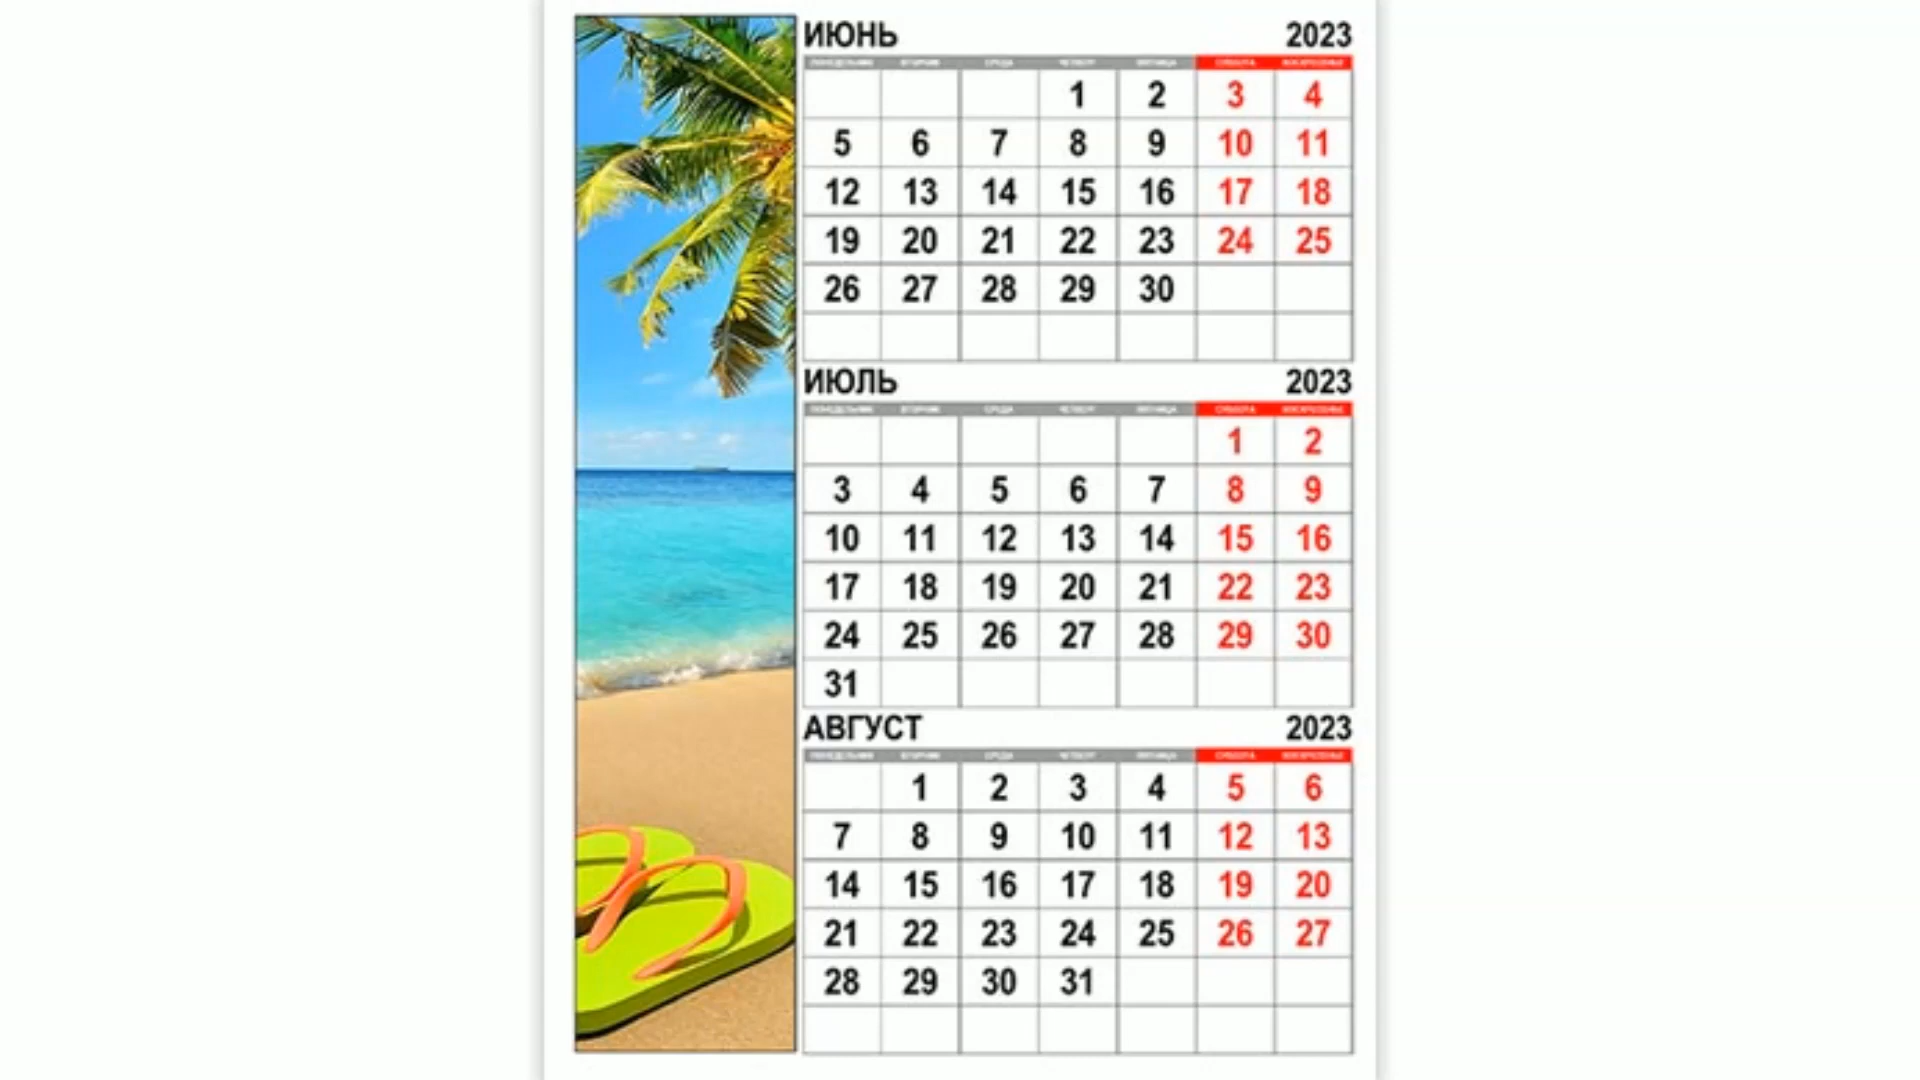 ИЮНЬ 2023
1 2 3 4
5 6 7 8 9 10 11
12 13 14 15 16 17 18
19 20 21 22 23 24 25
26 27 28 29 30
ИЮЛЬ 2023
1 2
3 4 5 6 7 8 9
10 11 12 13 14 15 16
17 18 19 20 21 22 23
24 25 26 27 28 29 30
31
АВГУСТ 2023
1 2 3 4 5 6
7 8 9 10 11 12 13
14 15 16 17 18 19 20
21 22 23 24 25 26 27
28 29 30 31